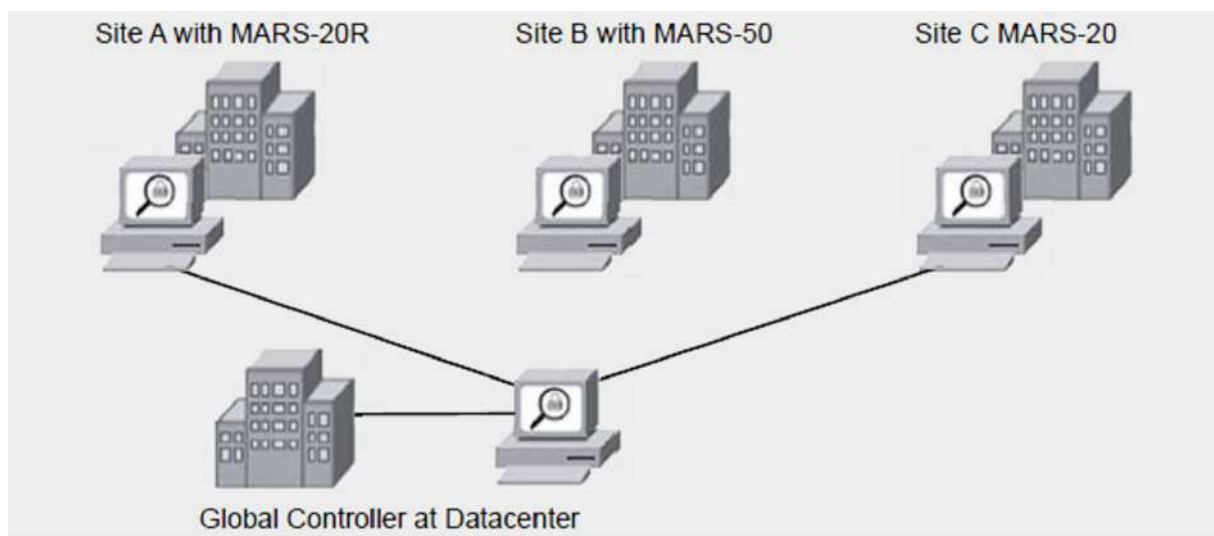 Site A with MARS-20R
Site B with MARS-50
Site C MARS-20
Global Controller at Datacenter